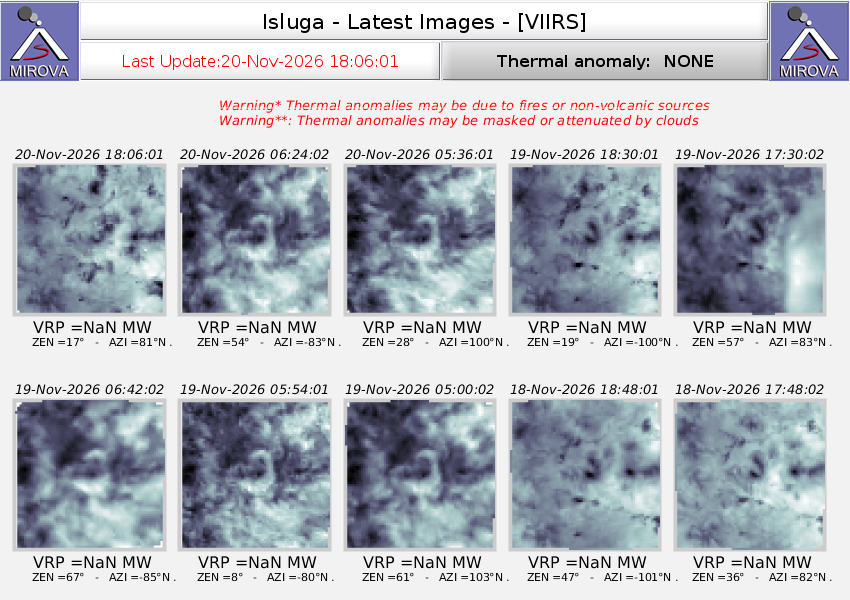 Isluga - Latest Images - [VIIRS]
MIROVA
Last Update:20-Nov-2026 18:06:01
Thermal anomaly: NONE
MIROVA
Warning* Thermal anomalies may be due to fires or non-volcanic sources
Warning**: Thermal anomalies may be masked or attenuated by clouds
20-Nov-2026 18:06:01 20-Nov-2026 06:24:02 20-Nov-2026 05:36:01 19-Nov-2026 18:30:01 19-Nov-2026 17:30:02
VRP =NaN MW VRP =NaN MW VRP =NaN MW VRP =NaN MW VRP =NaN MW
ZEN =17° - AZI =81°N . ZEN =54° - AZI =-83°N . ZEN =28° - AZI =100°N . ZEN =19° - AZI =-100°N . ZEN =57° - AZI =83°N .
19-Nov-2026 06:42:02 19-Nov-2026 05:54:01 19-Nov-2026 05:00:02 18-Nov-2026 18:48:01 18-Nov-2026 17:48:02
VRP =NaN MW VRP =NaN MW VRP =NaN MW VRP =NaN MW VRP =NaN MW
ZEN =67° - AZI =-85°N . ZEN =8° - AZI =-80°N . ZEN =61° - AZI =103°N . ZEN =47° - AZI =-101°N . ZEN =36° - AZI =82°N .